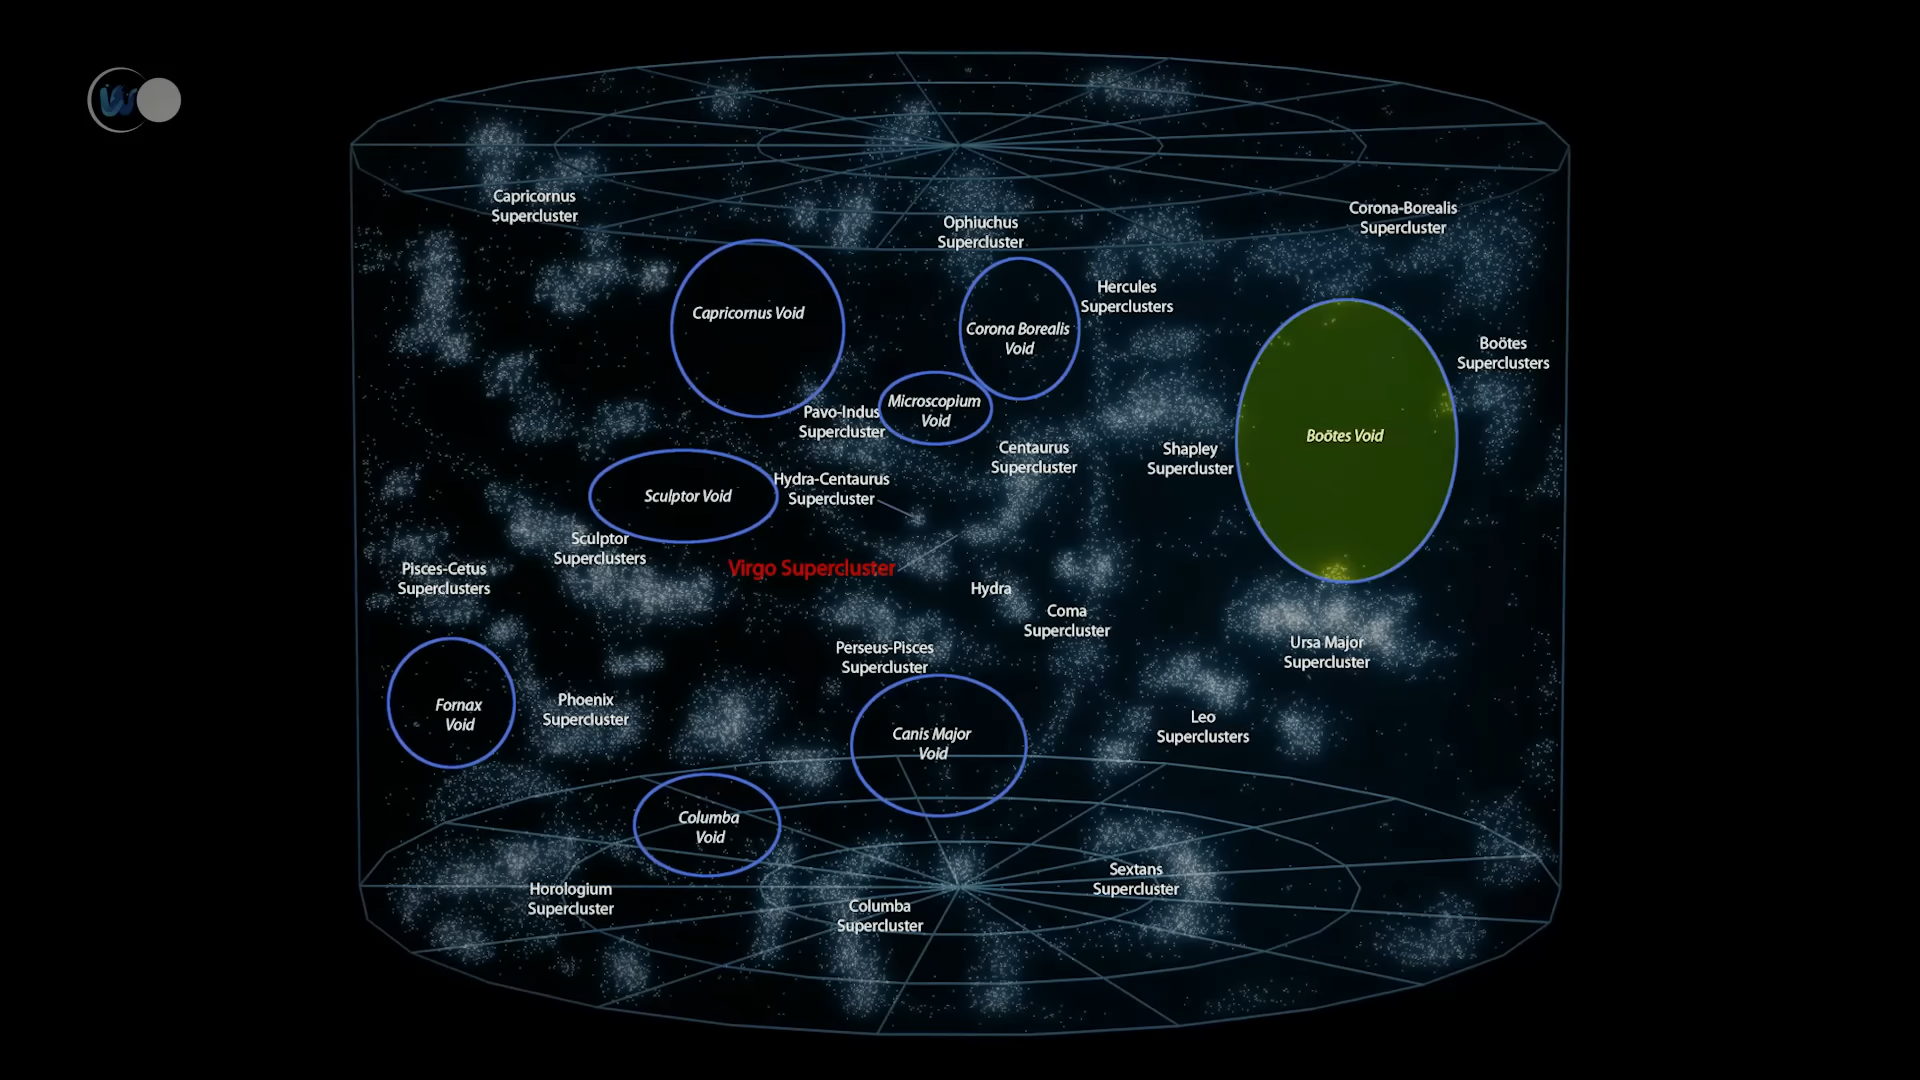 W
Capricornus
Supercluster
Ophiuchus
Supercluster
Corona-Borealis
Supercluster
Capricornus Void
Hercules
Superclusters
Corona Borealis
Void
Boötes
Superclusters
Microscopium
Void
Pavo-Indus
Supercluster
Boötes Void
Centaurus
Supercluster
Shapley
Supercluster
Hydra-Centaurus
Supercluster
Sculptor Void
Sculptor
Superclusters
Virgo Supercluster
Pisces-Cetus
Superclusters
Hydra
Coma
Supercluster
Perseus-Pisces
Supercluster
Ursa Major
Supercluster
Fornax
Void
Phoenix
Supercluster
Canis Major
Void
Leo
Superclusters
Columba
Void
Horologium
Supercluster
Columba
Supercluster
Sextans
Supercluster